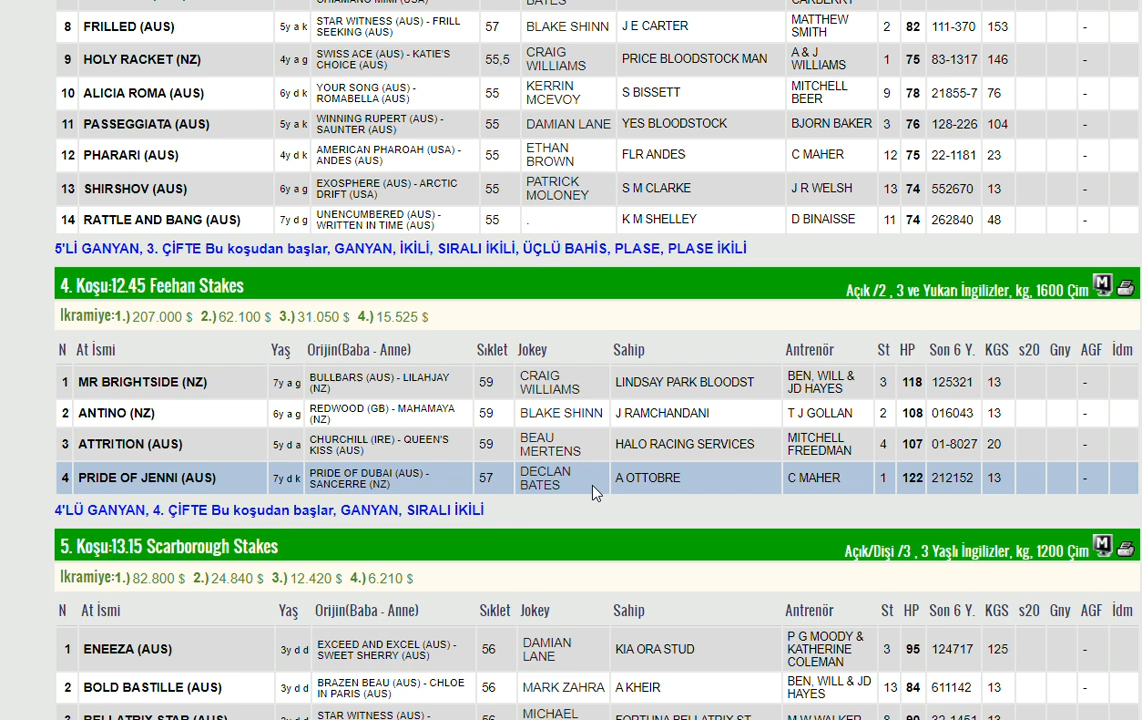 8 FRILLED (AUS) 5y a k STAR WITNESS (AUS) - FRILL SEEKING (AUS) 57 BLAKE SHINN J E CARTER MATTHEW SMITH 2 82 111-370 153 -
9 HOLY RACKET (NZ) 4y a g SWISS ACE (AUS) - KATIE'S CHOICE (AUS) 55,5 CRAIG WILLIAMS PRICE BLOODSTOCK MAN A & J WILLIAMS 1 75 83-1317 146 -
10 ALICIA ROMA (AUS) 6y d k YOUR SONG (AUS) - ROMABELLA (AUS) 55 KERRIN MCEVOY S BISSETT MITCHELL BEER 9 78 21855-7 76 -
11 PASSEGGIATA (AUS) 5y a k WINNING RUPERT (AUS) - SAUNTER (AUS) 55 DAMIAN LANE YES BLOODSTOCK BJORN BAKER 3 76 128-226 104 -
12 PHARARI (AUS) 4y d k AMERICAN PHAROAH (USA) - ANDES (AUS) 55 ETHAN BROWN FLR ANDES C MAHER 12 75 22-1181 23 -
13 SHIRSHOV (AUS) 6y a g EXOSPHERE (AUS) - ARCTIC DRIFT (USA) 55 PATRICK MOLONEY S M CLARKE J R WELSH 13 74 552670 13 -
14 RATTLE AND BANG (AUS) 7y d g UNENCUMBERED (AUS) - WRITTEN IN TIME (AUS) 55 . K M SHELLEY D BINAISSE 11 74 262840 48 -
5'Lİ GANYAN, 3. ÇİFTE Bu koşudan başlar, GANYAN, İKİLİ, SIRALI İKİLİ, ÜÇLÜ BAHİS, PLASE, PLASE İKİLİ
4. Koşu:12.45 Feehan Stakes Açık /2 , 3 ve Yukarı İngilizler, kg, 1600 Çim M
İkramiye:1.) 207.000 $ 2.) 62.100 $ 3.) 31.050 $ 4.) 15.525 $
N At İsmi Yaş Orijin(Baba - Anne) Sıklet Jokey Sahip Antrenör St HP Son 6 Y. KGS s20 Gny AGF İdm
1 MR BRIGHTSIDE (NZ) 7y a g BULLBARS (AUS) - LILAHJAY (NZ) 59 CRAIG WILLIAMS LINDSAY PARK BLOODST BEN, WILL & JD HAYES 3 118 125321 13 -
2 ANTINO (NZ) 6y a g REDWOOD (GB) - MAHAMAYA (NZ) 59 BLAKE SHINN J RAMCHANDANI T J GOLLAN 2 108 016043 13 -
3 ATTRITION (AUS) 5y d a CHURCHILL (IRE) - QUEEN'S KISS (AUS) 59 BEAU MERTENS HALO RACING SERVICES MITCHELL FREEDMAN 4 107 01-8027 20 -
4 PRIDE OF JENNI (AUS) 7y d k PRIDE OF DUBAI (AUS) - SANCERRE (NZ) 57 DECLAN BATES A OTTOBRE C MAHER 1 122 212152 13 -
4'LÜ GANYAN, 4. ÇİFTE Bu koşudan başlar, GANYAN, SIRALI İKİLİ
5. Koşu:13.15 Scarborough Stakes Açık/Dişi /3 , 3 Yaşlı İngilizler, kg, 1200 Çim M
İkramiye:1.) 82.800 $ 2.) 24.840 $ 3.) 12.420 $ 4.) 6.210 $
N At İsmi Yaş Orijin(Baba - Anne) Sıklet Jokey Sahip Antrenör St HP Son 6 Y. KGS s20 Gny AGF İdm
1 ENEEZA (AUS) 3y d d EXCEED AND EXCEL (AUS) - SWEET SHERRY (AUS) 56 DAMIAN LANE KIA ORA STUD P G MOODY & KATHERINE COLEMAN 3 95 124717 125 -
2 BOLD BASTILLE (AUS) 3y d d BRAZEN BEAU (AUS) - CHLOE IN PARIS (AUS) 56 MARK ZAHRA A KHEIR BEN, WILL & JD HAYES 13 84 611142 13 -
STAR WITNESS (AUS) - MICHAEL